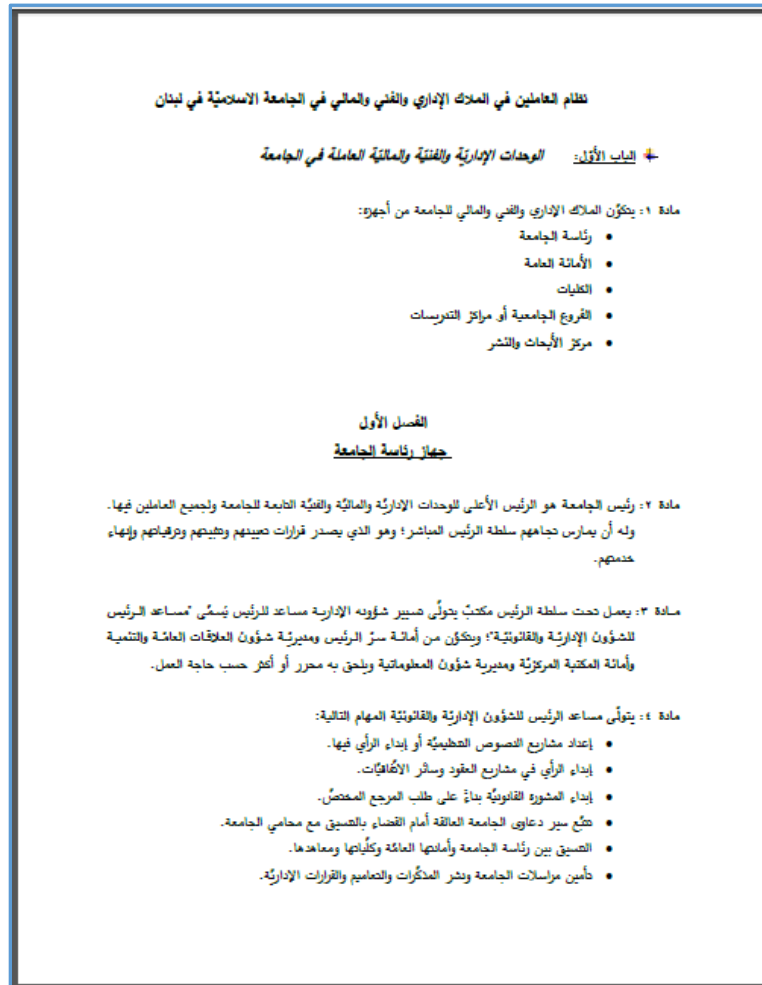 نظام العاملين في الملاك الإداري والفني والمالي في الجامعة الاسلاميّة في لبنان
الباب الأوّل: الوحدات الإداريّة والفنيّة والماليّة العاملة في الجامعة
مادة ١: يتكوّن الملاك الإداري والفني والمالي للجامعة من أجهزة:
• رئاسة الجامعة
• الأمانة العامة
• الكليات
• الفروع الجامعية أو مراكز التدريسات
• مركز الأبحاث والنشر
الفصل الأول
جهاز رئاسة الجامعة
مادة ٢: رئيس الجامعة هو الرئيس الأعلى للوحدات الإداريّة والماليّة والفنيّة التابعة للجامعة ولجميع العاملين فيها.
وله أن يمارس تجاههم سلطة الرئيس المباشر؛ وهو الذي يصدر قرارات تعيينهم وتثبيتهم وترقياتهم وإنهاء
خدمتهم.
مادة ٣: يعمل تحت سلطة الرئيس مكتبٌ يتولّى تسيير شؤونه الإدارية مساعد للرئيس يُسمّى "مساعد الرئيس
للشؤون الإداريّة والقانونيّة"؛ ويتكوّن من أمانة سرّ الرئيس ومديريّة شؤون العلاقات العامّة والتنمية
وأمانة المكتبة المركزيّة ومديرية شؤون المعلوماتية ويلحق به محرر أو أكثر حسب حاجة العمل.
مادة ٤: يتولّى مساعد الرئيس للشؤون الإداريّة والقانونيّة المهام التالية:
• إعداد مشاريع النصوص التنظيميّة أو إبداء الرأي فيها.
• إبداء الرأي في مشاريع العقود وسائر الاتّفاقيّات.
• إبداء المشورة القانونيّة بناءً على طلب المرجع المختصّ.
• تتبّع سير دعاوى الجامعة العالقة أمام القضاء بالتنسيق مع محامي الجامعة.
• التنسيق بين رئاسة الجامعة وأمانتها العامّة وكلّياتها ومعاهدها.
• تأمين مراسلات الجامعة ونشر المذكّرات والتعاميم والقرارات الإداريّة.